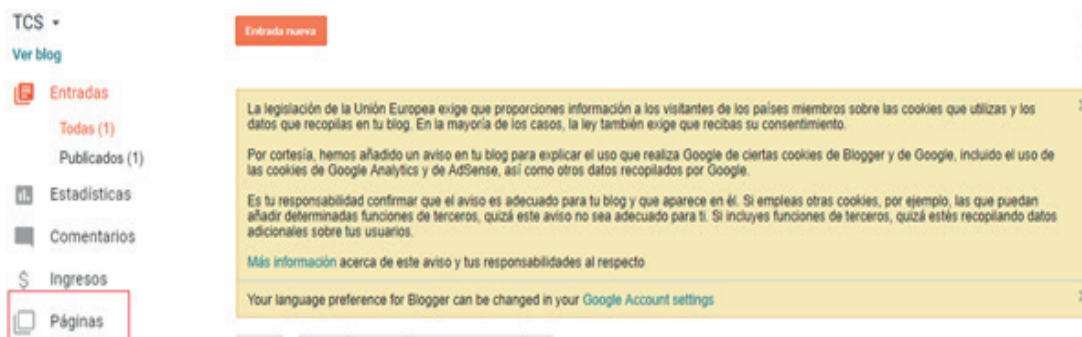 TCS
Ver blog
Entradas
Todas (1)
Publicados (1)
Estadísticas
Comentarios
Ingresos
Páginas
Entrada nueva
La legislación de la Unión Europea exige que proporciones información a los visitantes de los países miembros sobre las cookies que utilizas y los
datos que recopilas en tu blog. En la mayoría de los casos, la ley también exige que recibas su consentimiento.
Por cortesía, hemos añadido un aviso en tu blog para explicar el uso que realiza Google de ciertas cookies de Blogger y de Google, incluido el uso de
las cookies de Google Analytics y de AdSense, así como otros datos recopilados por Google.
Es tu responsabilidad confirmar que el aviso es adecuado para tu blog y que aparece en él. Si empleas otras cookies, por ejemplo, las que puedan
añadir determinadas funciones de terceros, quizá este aviso no sea adecuado para ti. Si incluyes funciones de terceros, quizá estés recopilando datos
adicionales sobre tus usuarios.
Más información acerca de este aviso y tus responsabilidades al respecto
Your language preference for Blogger can be changed in your Google Account settings